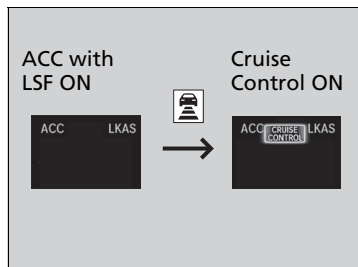 ACC with
LSF ON
Cruise
Control ON
ACC LKAS
ACC CRUISE CONTROL LKAS